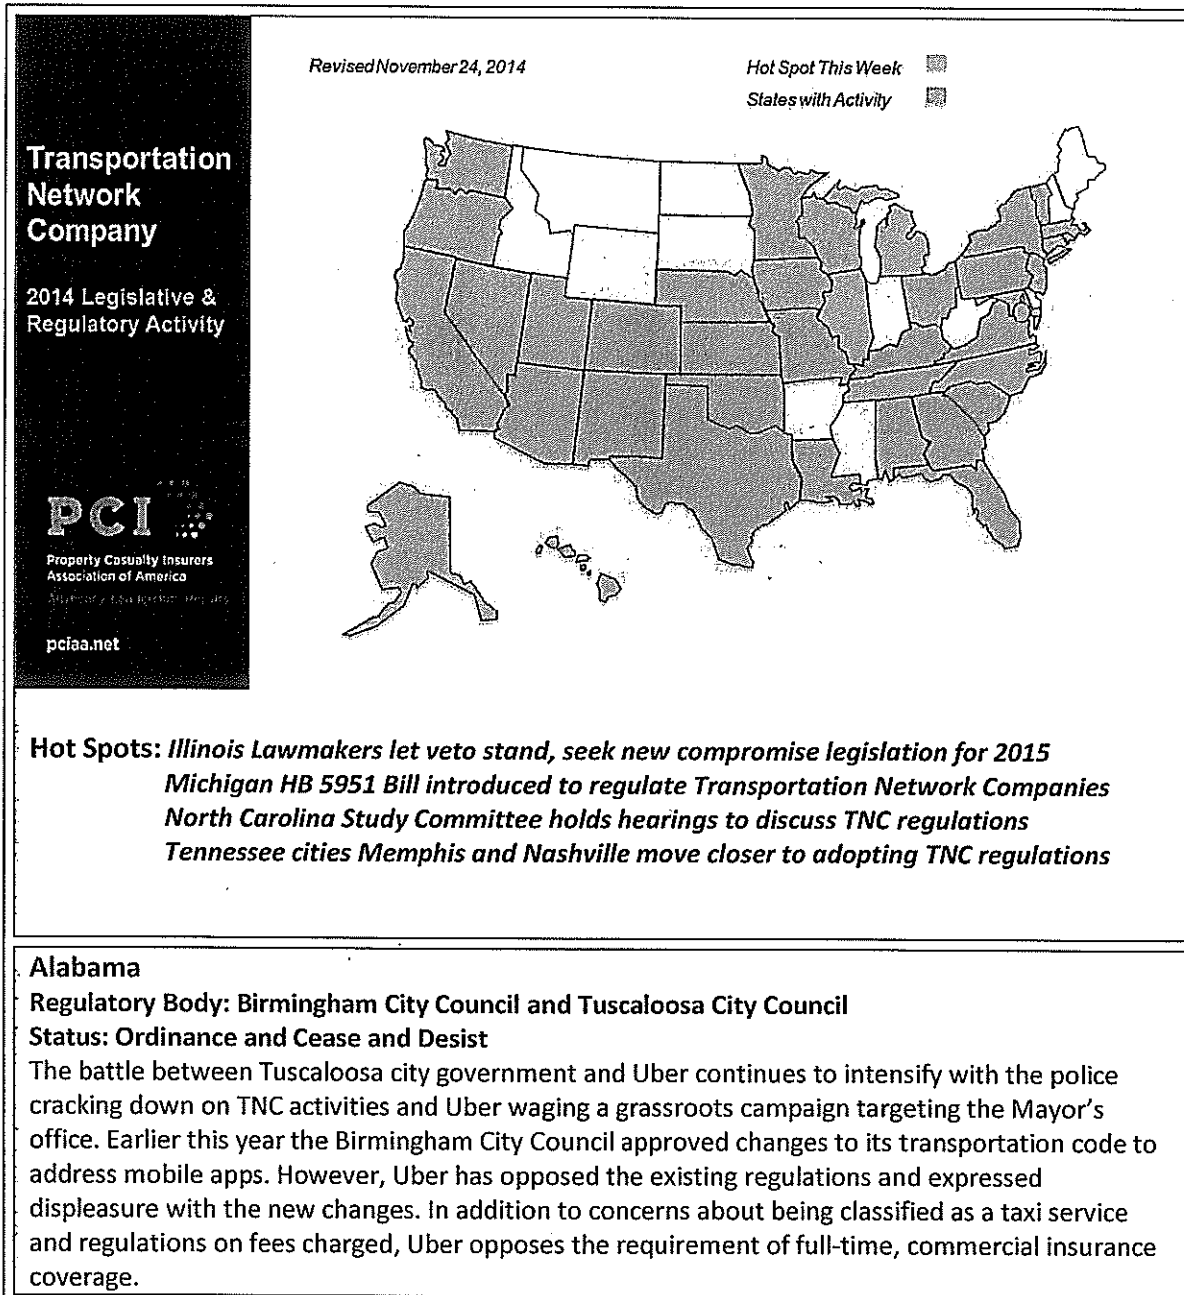 Revised November 24, 2014
Hot Spot This Week
States with Activity
Transportation
Network
Company
2014 Legislative &
Regulatory Activity
PCI
Property Casualty Insurers
Association of America
pciaa.net
Hot Spots: Illinois Lawmakers let veto stand, seek new compromise legislation for 2015
Michigan HB 5951 Bill introduced to regulate Transportation Network Companies
North Carolina Study Committee holds hearings to discuss TNC regulations
Tennessee cities Memphis and Nashville move closer to adopting TNC regulations
Alabama
Regulatory Body: Birmingham City Council and Tuscaloosa City Council
Status: Ordinance and Cease and Desist
The battle between Tuscaloosa city government and Uber continues to intensify with the police
cracking down on TNC activities and Uber waging a grassroots campaign targeting the Mayor's
office. Earlier this year the Birmingham City Council approved changes to its transportation code to
address mobile apps. However, Uber has opposed the existing regulations and expressed
displeasure with the new changes. In addition to concerns about being classified as a taxi service
and regulations on fees charged, Uber opposes the requirement of full-time, commercial insurance
coverage.